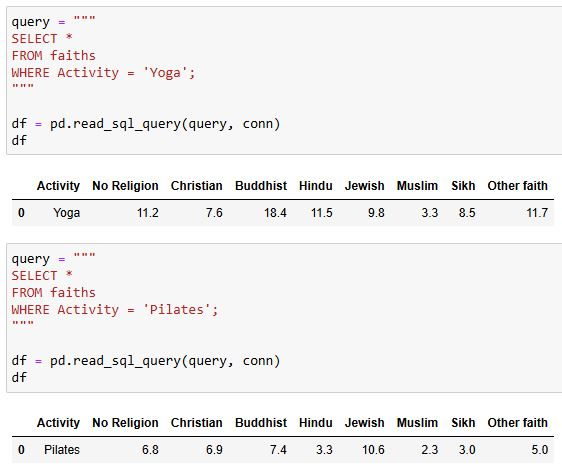 query = """
SELECT *
FROM faiths
WHERE Activity = 'Yoga';
"""
df = pd.read_sql_query(query, conn)
df
Activity No Religion Christian Buddhist Hindu Jewish Muslim Sikh Other faith
0 Yoga 11.2 7.6 18.4 11.5 9.8 3.3 8.5 11.7
query = """
SELECT *
FROM faiths
WHERE Activity = 'Pilates';
"""
df = pd.read_sql_query(query, conn)
df
Activity No Religion Christian Buddhist Hindu Jewish Muslim Sikh Other faith
0 Pilates 6.8 6.9 7.4 3.3 10.6 2.3 3.0 5.0